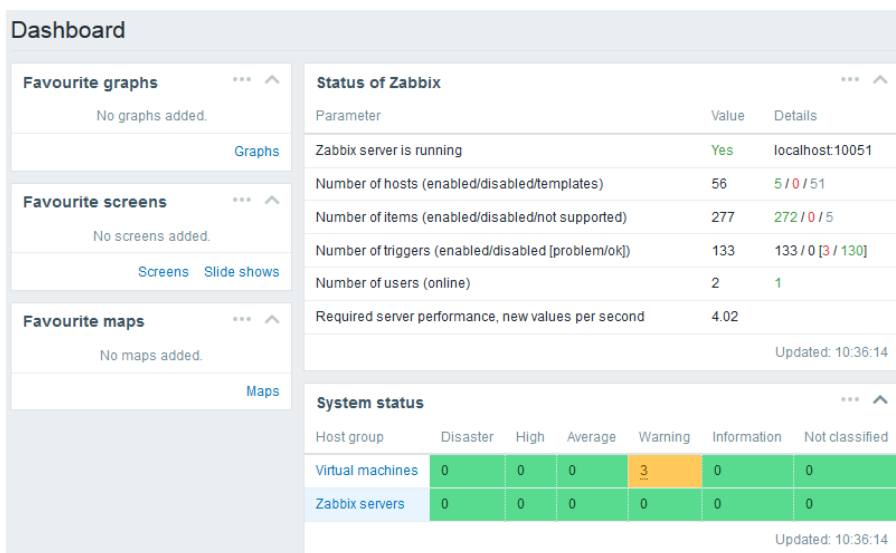 Dashboard
Favourite graphs
No graphs added.
Graphs
Favourite screens
No screens added.
Screens Slide shows
Favourite maps
No maps added.
Maps
Status of Zabbix
Parameter Value Details
Zabbix server is running Yes localhost:10051
Number of hosts (enabled/disabled/templates) 56 5 / 0 / 51
Number of items (enabled/disabled/not supported) 277 272 / 0 / 5
Number of triggers (enabled/disabled [problem/ok]) 133 133 / 0 [3 / 130]
Number of users (online) 2 1
Required server performance, new values per second 4.02
Updated: 10:36:14
System status
Host group Disaster High Average Warning Information Not classified
Virtual machines 0 0 0 3 0 0
Zabbix servers 0 0 0 0 0 0
Updated: 10:36:14